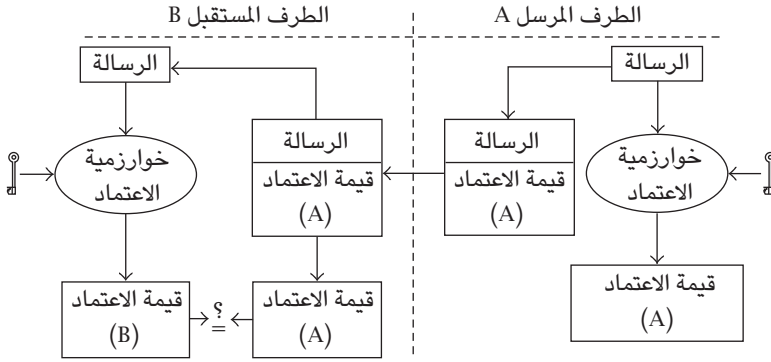 الطرف المرسل A
الطرف المستقبل B
الرسالة
خوارزمية
الاعتماد
قيمة الاعتماد
(A)
الرسالة
قيمة الاعتماد
(A)
الرسالة
قيمة الاعتماد
(A)
قيمة الاعتماد
(A)
الرسالة
خوارزمية
الاعتماد
قيمة الاعتماد
(B)
؟
=